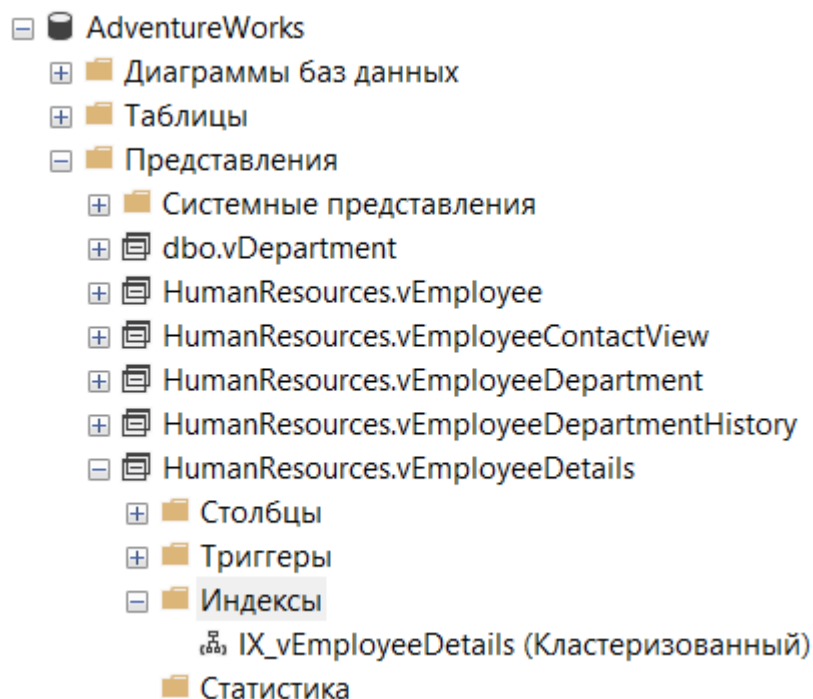 AdventureWorks
Диаграммы баз данных
Таблицы
Представления
Системные представления
dbo.vDepartment
HumanResources.vEmployee
HumanResources.vEmployeeContactView
HumanResources.vEmployeeDepartment
HumanResources.vEmployeeDepartmentHistory
HumanResources.vEmployeeDetails
Столбцы
Триггеры
Индексы
IX_vEmployeeDetails (Кластеризованный)
Статистика